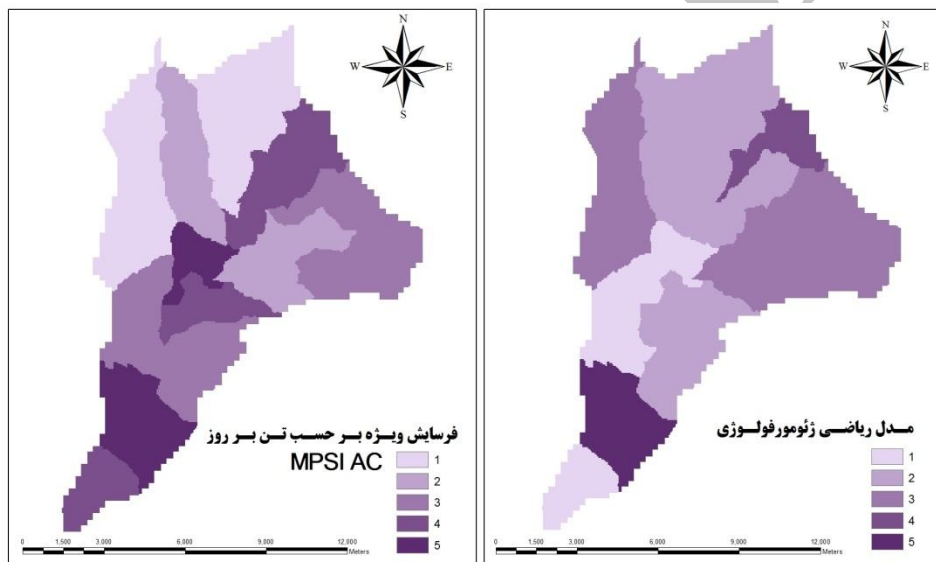 N
W E
S
فرسایش ویژه بر حسب تن بر روز
MPSI AC
1
2
3
4
5
0 1,500 3,000 6,000 9,000 12,000
Meters
N
W E
S
مدل ریاضی ژئومورفولوژی
1
2
3
4
5
0 1,500 3,000 6,000 9,000 12,000
Meters